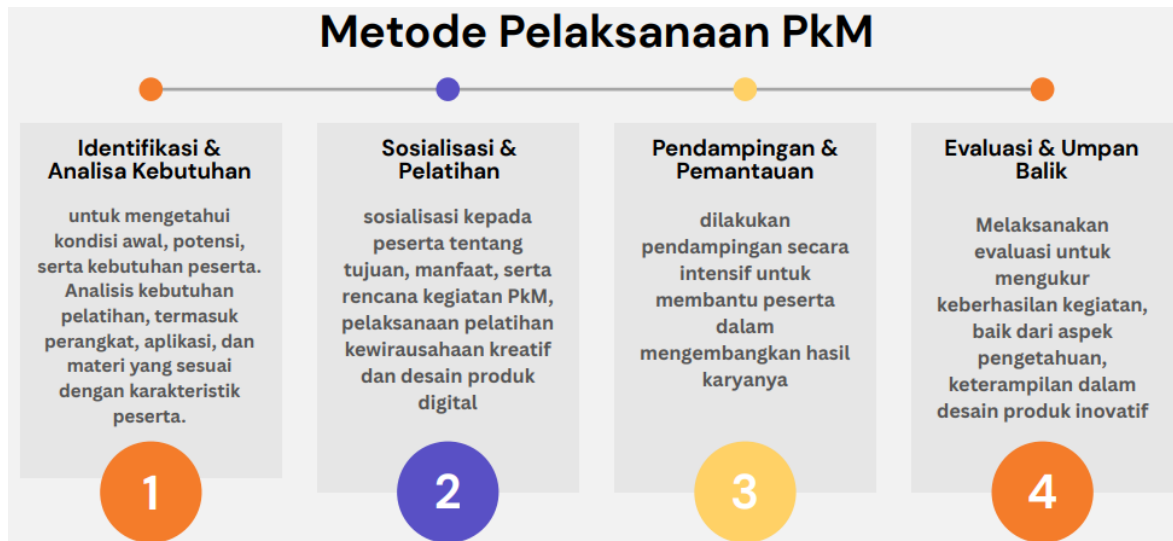 Metode Pelaksanaan PkM
Identifikasi &
Analisa Kebutuhan
untuk mengetahui
kondisi awal, potensi,
serta kebutuhan peserta.
Analisis kebutuhan
pelatihan, termasuk
perangkat, aplikasi, dan
materi yang sesuai
dengan karakteristik
peserta.
1
Sosialisasi &
Pelatihan
sosialisasi kepada
peserta tentang
tujuan, manfaat, serta
rencana kegiatan PkM,
pelaksanaan pelatihan
kewirausahaan kreatif
dan desain produk
digital
2
Pendampingan &
Pemantauan
dilakukan
pendampingan secara
intensif untuk
membantu peserta
dalam
mengembangkan hasil
karyanya
3
Evaluasi & Umpan
Balik
Melaksanakan
evaluasi untuk
mengukur
keberhasilan kegiatan,
baik dari aspek
pengetahuan,
keterampilan dalam
desain produk inovatif
4